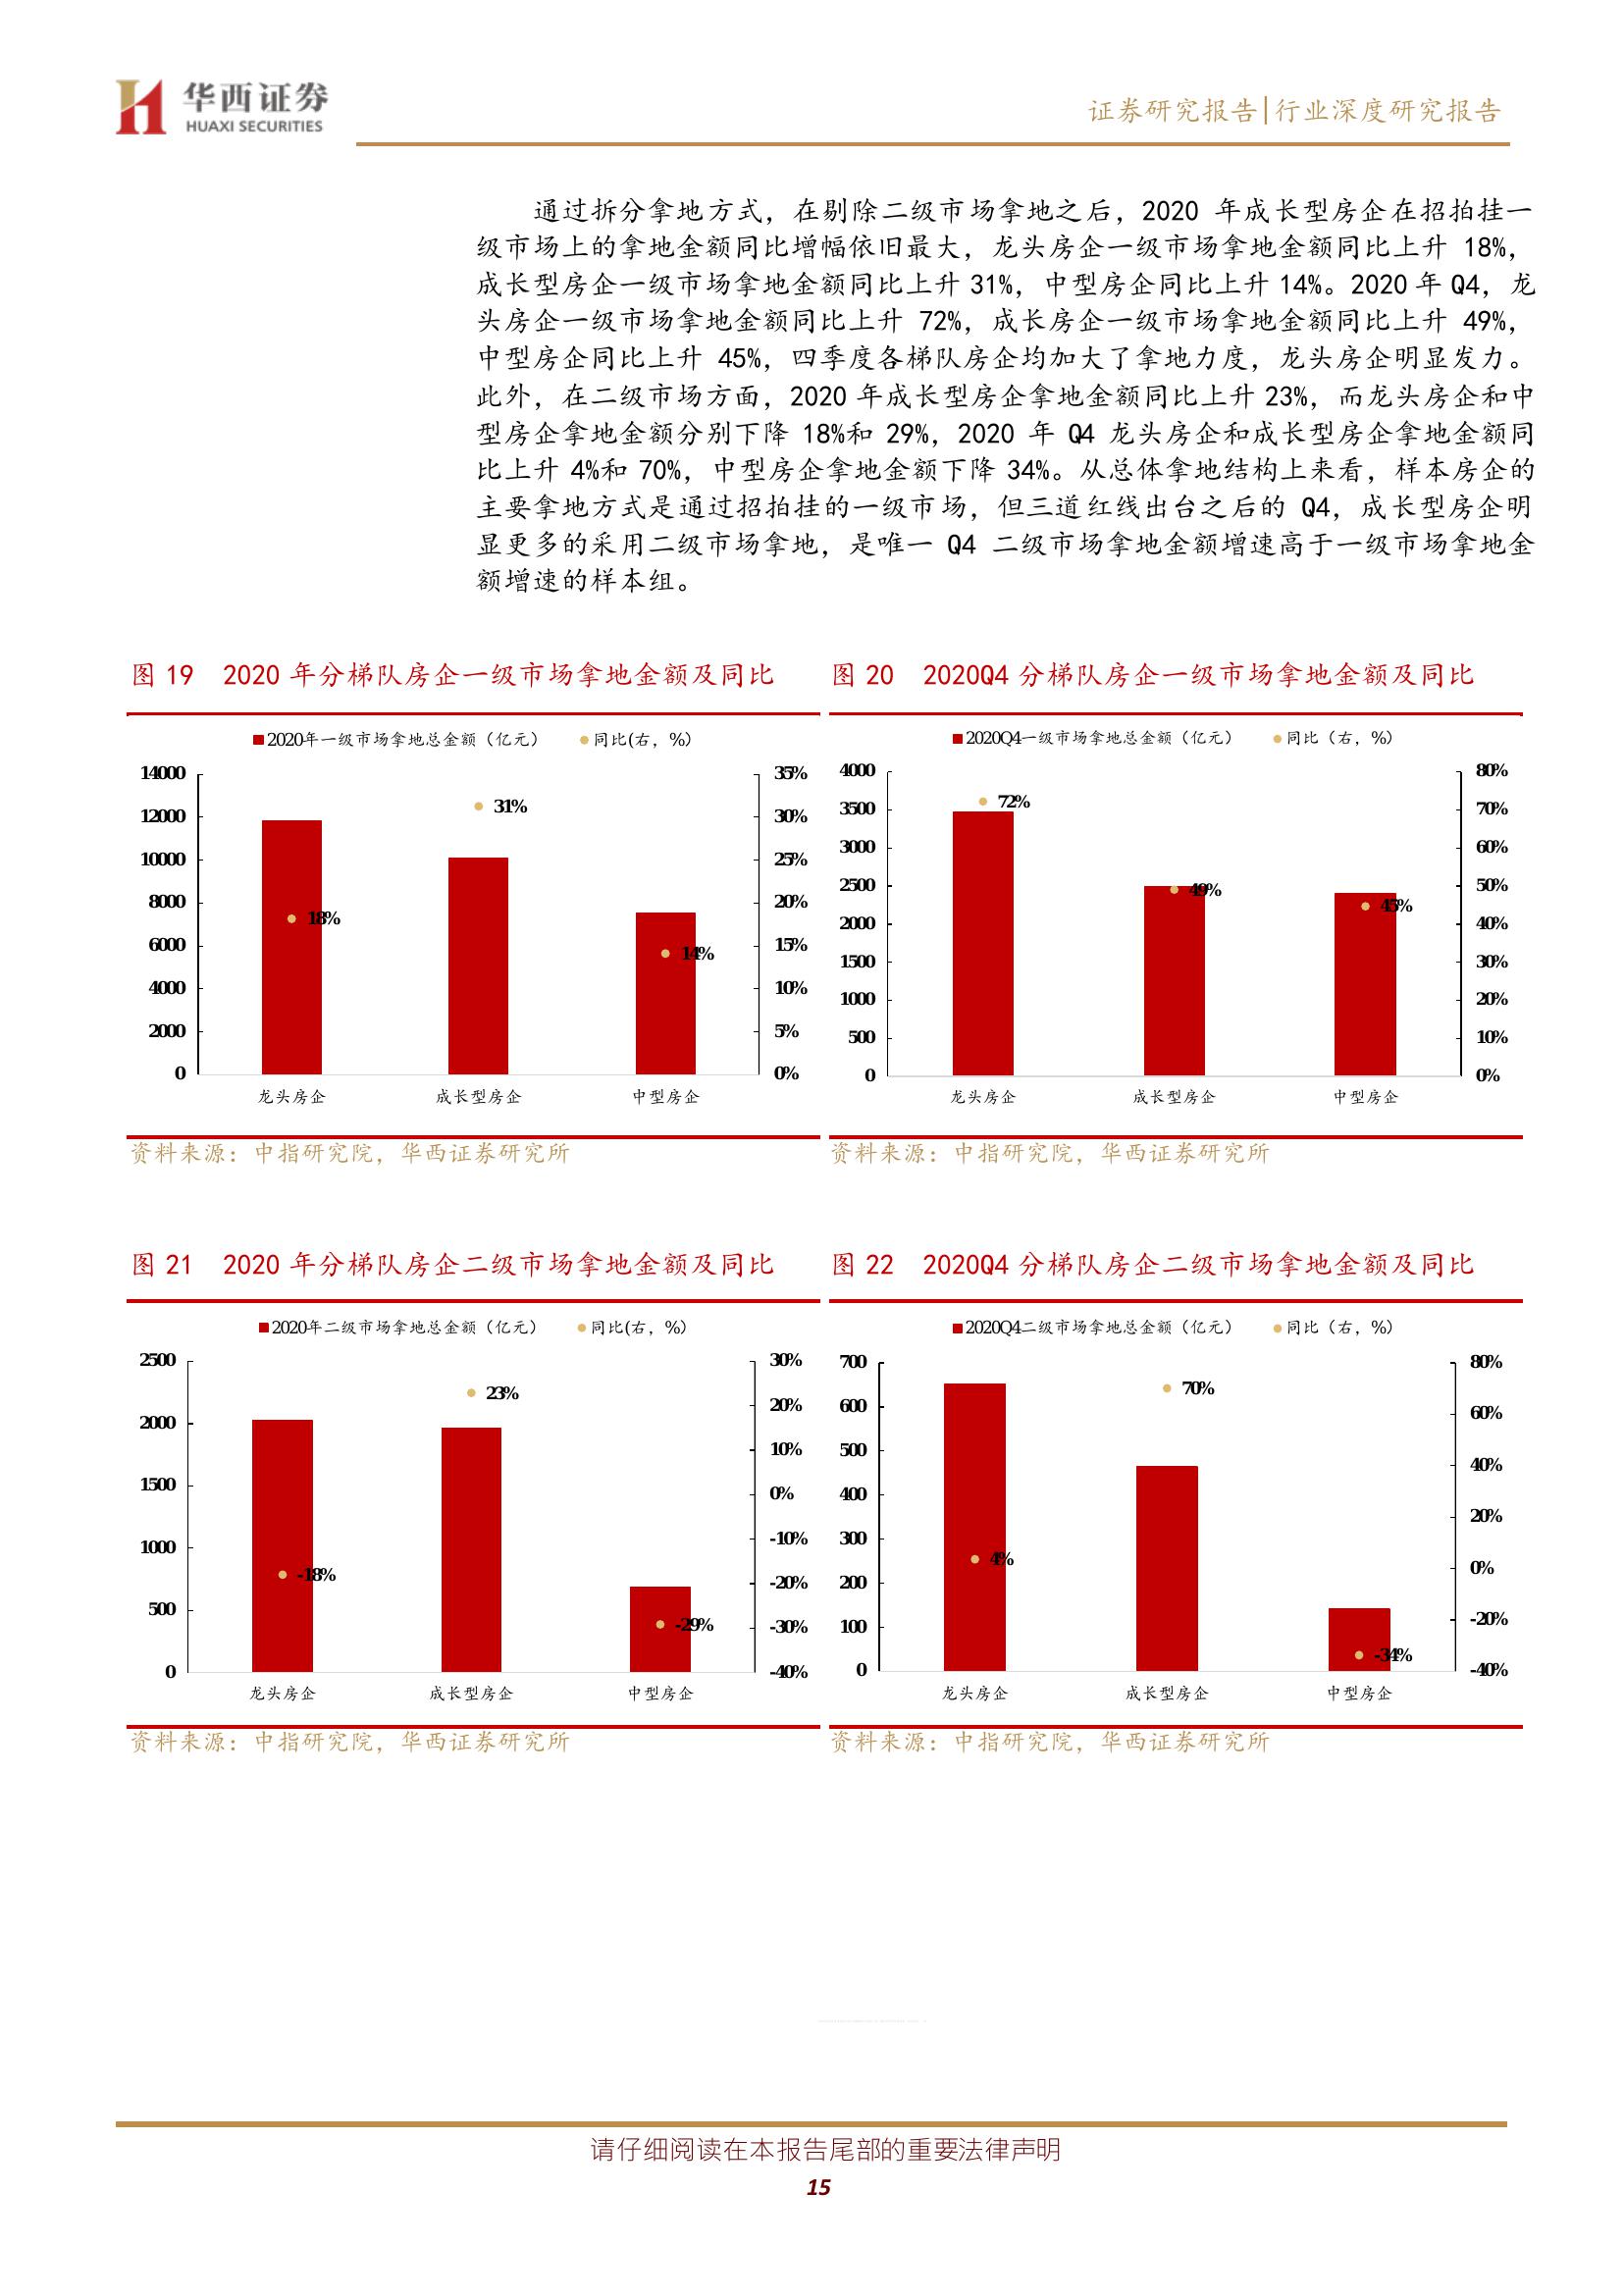 华西证券
HUAXI SECURITIES
证券研究报告|行业深度研究报告
通过拆分拿地方式，在剔除二级市场拿地之后，2020 年成长型房企在招拍挂一
级市场上的拿地金额同比增幅依旧最大，龙头房企一级市场拿地金额同比上升 18%，
成长型房企一级市场拿地金额同比上升 31%，中型房企同比上升 14%。2020 年 Q4，龙
头房企一级市场拿地金额同比上升 72%，成长房企一级市场拿地金额同比上升 49%，
中型房企同比上升 45%，四季度各梯队房企均加大了拿地力度，龙头房企明显发力。
此外，在二级市场方面，2020 年成长型房企拿地金额同比上升 23%，而龙头房企和中
型房企拿地金额分别下降 18%和 29%，2020 年 Q4 龙头房企和成长型房企拿地金额同
比上升 4%和 70%，中型房企拿地金额下降 34%。从总体拿地结构上来看，样本房企的
主要拿地方式是通过招拍挂的一级市场，但三道红线出台之后的 Q4，成长型房企明
显更多的采用二级市场拿地，是唯一 Q4 二级市场拿地金额增速高于一级市场拿地金
额增速的样本组。
图 19 2020 年分梯队房企一级市场拿地金额及同比
2020年一级市场拿地总金额（亿元） 同比(右，%)
14000
12000
10000
8000
6000
4000
2000
0
35%
30%
25%
20%
15%
10%
5%
0%
18%
31%
14%
龙头房企 成长型房企 中型房企
资料来源：中指研究院，华西证券研究所
图 20 2020Q4 分梯队房企一级市场拿地金额及同比
2020Q4一级市场拿地总金额（亿元） 同比（右，%）
4000
3500
3000
2500
2000
1500
1000
500
0
80%
70%
60%
50%
40%
30%
20%
10%
0%
72%
49%
45%
龙头房企 成长型房企 中型房企
资料来源：中指研究院，华西证券研究所
图 21 2020 年分梯队房企二级市场拿地金额及同比
2020年二级市场拿地总金额（亿元） 同比(右，%)
2500
2000
1500
1000
500
0
30%
20%
10%
0%
-10%
-20%
-30%
-40%
-18%
23%
-29%
龙头房企 成长型房企 中型房企
资料来源：中指研究院，华西证券研究所
图 22 2020Q4 分梯队房企二级市场拿地金额及同比
2020Q4二级市场拿地总金额（亿元） 同比（右，%）
700
600
500
400
300
200
100
0
80%
60%
40%
20%
0%
-20%
-40%
4%
70%
-34%
龙头房企 成长型房企 中型房企
资料来源：中指研究院，华西证券研究所
请仔细阅读在本报告尾部的重要法律声明
15